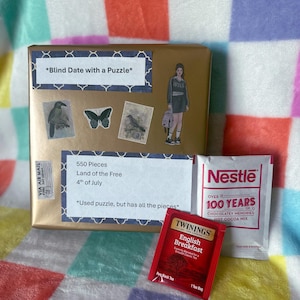 *Blind Date with a Puzzle*
550 Pieces
Land of the Free
4th of July
*Used puzzle, but has all the pieces*
Nestle
OVER
100 YEARS
TWININGS
English
Breakfast